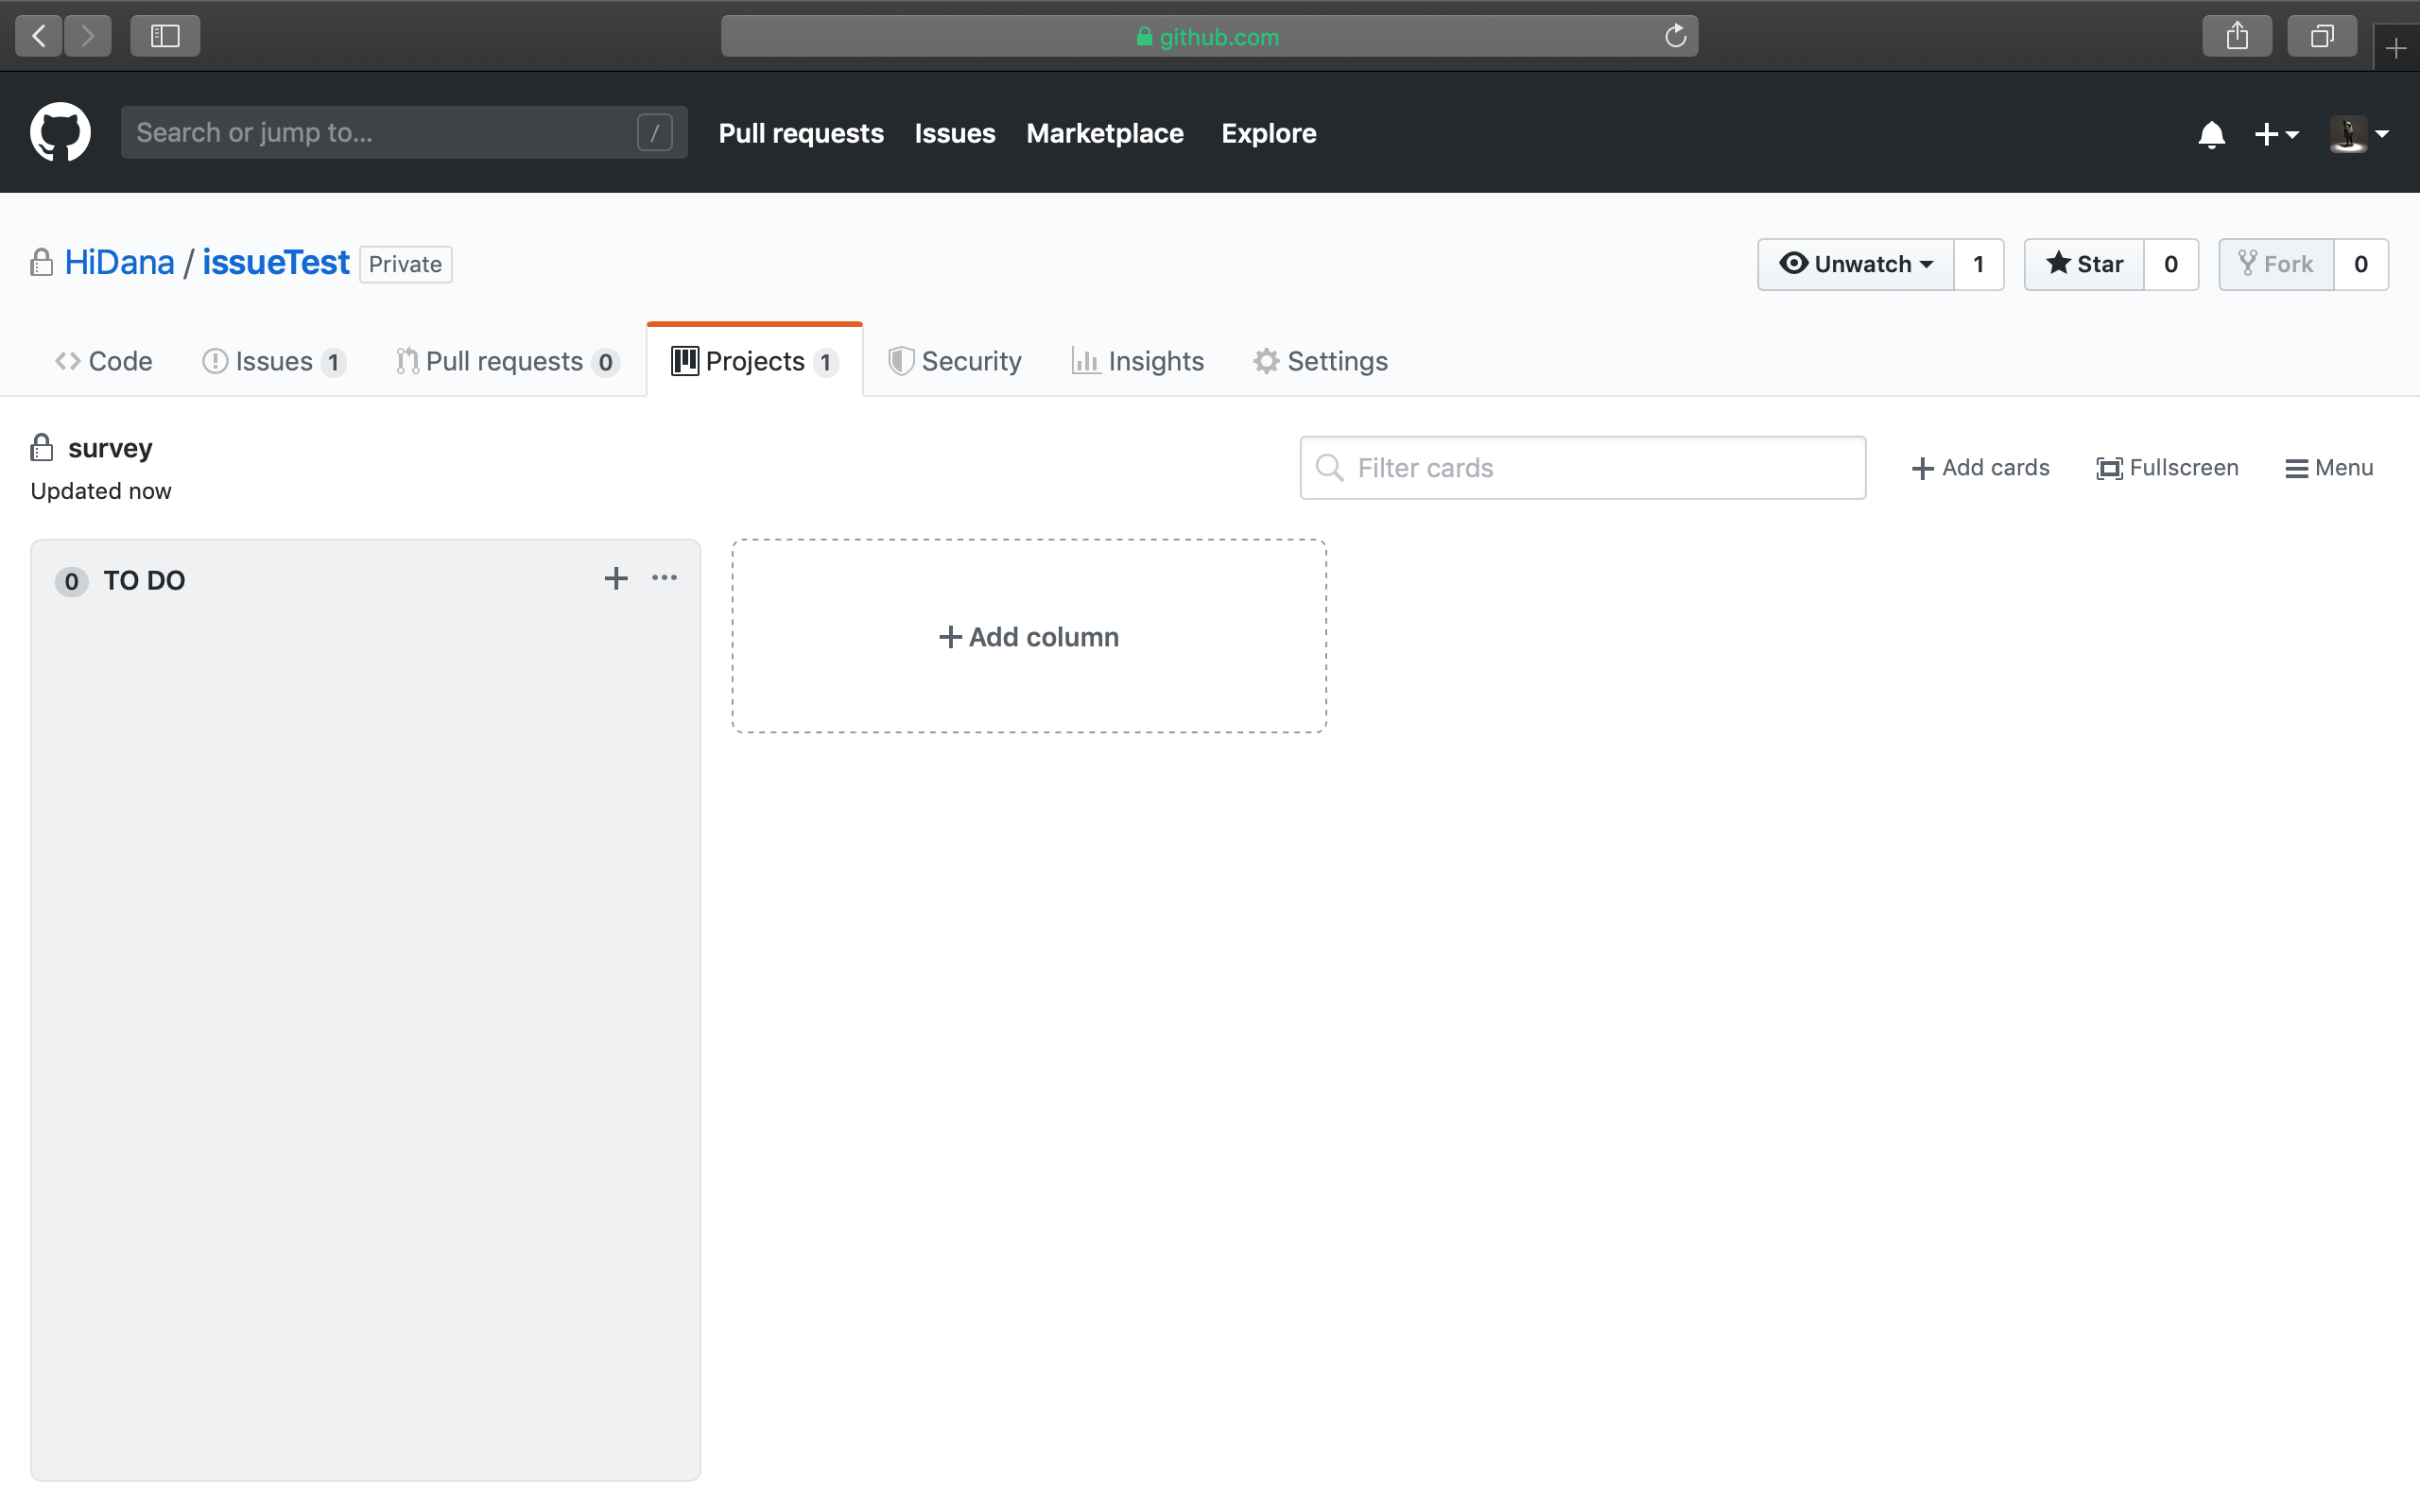 github.com
Search or jump to... /
Pull requests Issues Marketplace Explore
HiDana / issueTest Private
Unwatch 1 Star 0 Fork 0
Code Issues 1 Pull requests 0 Projects 1 Security Insights Settings
survey
Updated now
Filter cards
Add cards Fullscreen Menu
0 TO DO
Add column